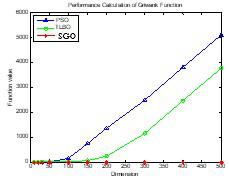 Performance Calculation of Griewank Function
6000
5000
4000
3000
2000
1000
0
Function value
PSO
TLBO
SGO
0 50 100 150 200 250 300 350 400 450 500
Dimension